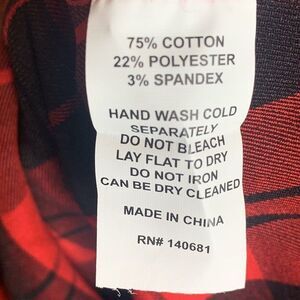 75% COTTON
22% POLYESTER
3% SPANDEX
HAND WASH COLD
SEPARATELY
DO NOT BLEACH
LAY FLAT TO DRY
DO NOT IRON
CAN BE DRY CLEANED
MADE IN CHINA
RN# 140681